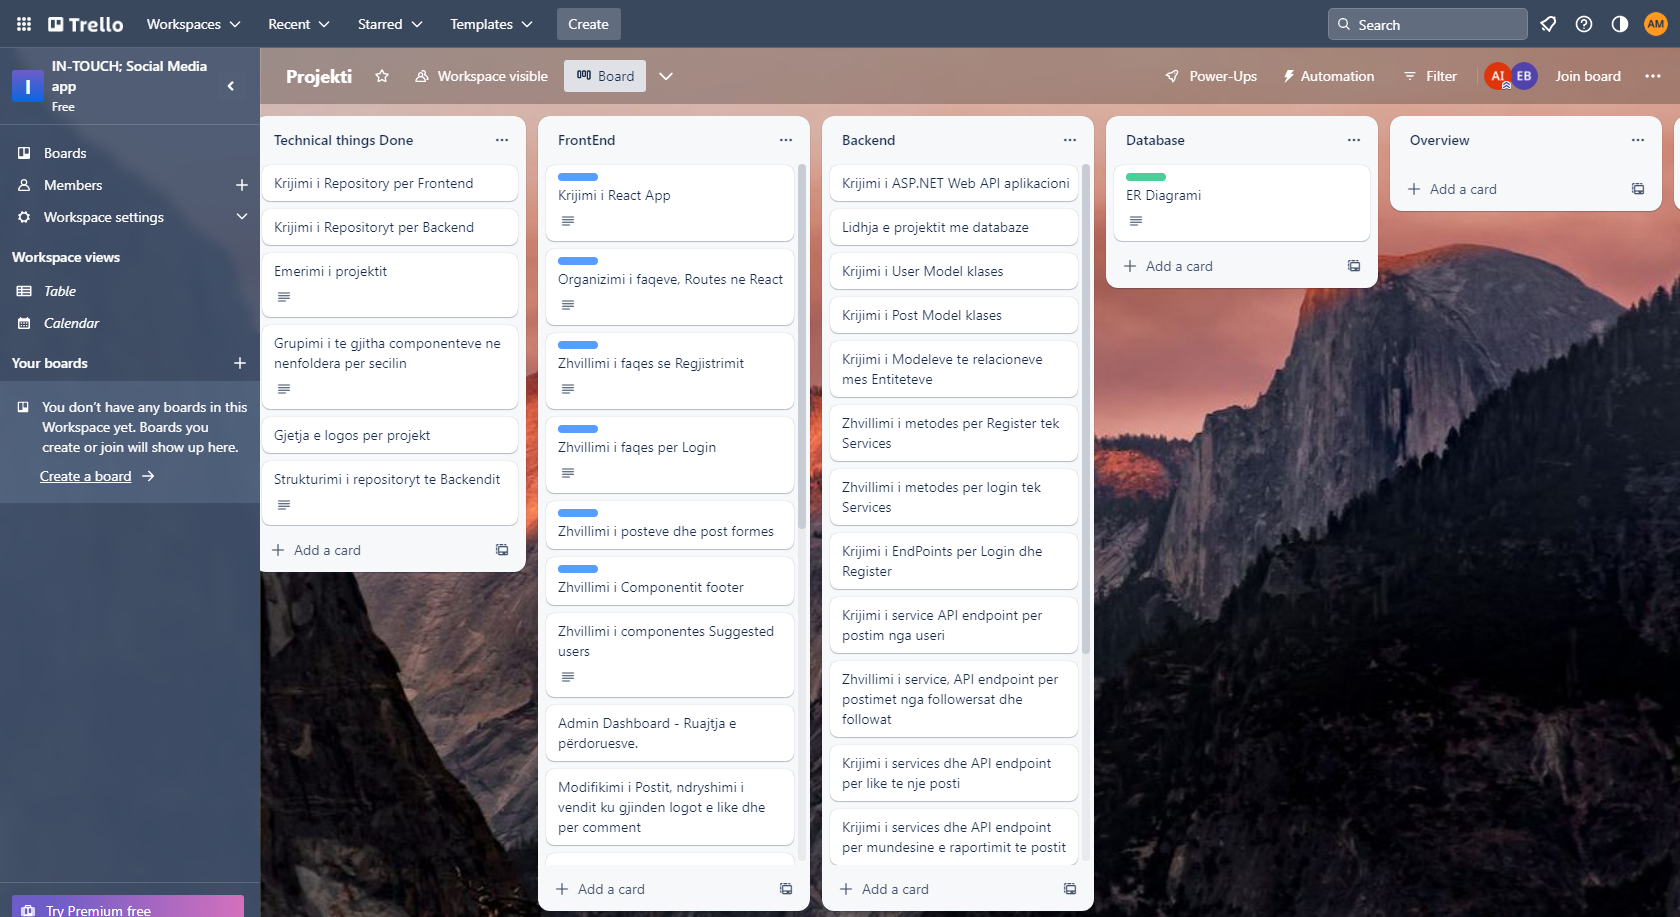 Trello
Workspaces
Recent
Starred
Templates
Create
Search
AM
I
IN-TOUCH; Social Media
app
Free
Boards
Members
Workspace settings
Workspace views
Table
Calendar
Your boards
You don’t have any boards in this
Workspace yet. Boards you
create or join will show up here.
Create a board
Try Premium free
Projekti
Workspace visible
Board
Power-Ups
Automation
Filter
AI
EB
Join board
Technical things Done
Krijimi i Repository per Frontend
Krijimi i Repositoryt per Backend
Emerimi i projektit
Grupimi i te gjitha componenteve ne
nenfoldera per secilin
Gjetja e logos per projekt
Strukturimi i repositoryt te Backendit
Add a card
FrontEnd
Krijimi i React App
Organizimi i faqeve, Routes ne React
Zhvillimi i faqes se Regjistrimit
Zhvillimi i faqes per Login
Zhvillimi i posteve dhe post formes
Zhvillimi i Componentit footer
Zhvillimi i componentes Suggested
users
Admin Dashboard - Ruajtja e
përdoruesve.
Modifikimi i Postit, ndryshimi i
vendit ku gjinden logot e like dhe
per comment
Add a card
Backend
Krijimi i ASP.NET Web API aplikacioni
Lidhja e projektit me databaze
Krijimi i User Model klases
Krijimi i Post Model klases
Krijimi i Modeleve te relacioneve
mes Entiteteve
Zhvillimi i metodes per Register tek
Services
Zhvillimi i metodes per login tek
Services
Krijimi i EndPoints per Login dhe
Register
Krijimi i service API endpoint per
postim nga useri
Zhvillimi i service, API endpoint per
postimet nga followersat dhe
followat
Krijimi i services dhe API endpoint
per like te nje posti
Krijimi i services dhe API endpoint
per mundesine e raportimit te postit
Add a card
Database
ER Diagrami
Add a card
Overview
Add a card